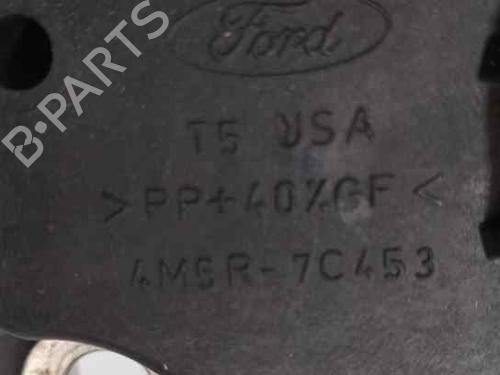 Ford
T5 USA
>PP+40%GF<
4M5R-7C453
B-PARTS